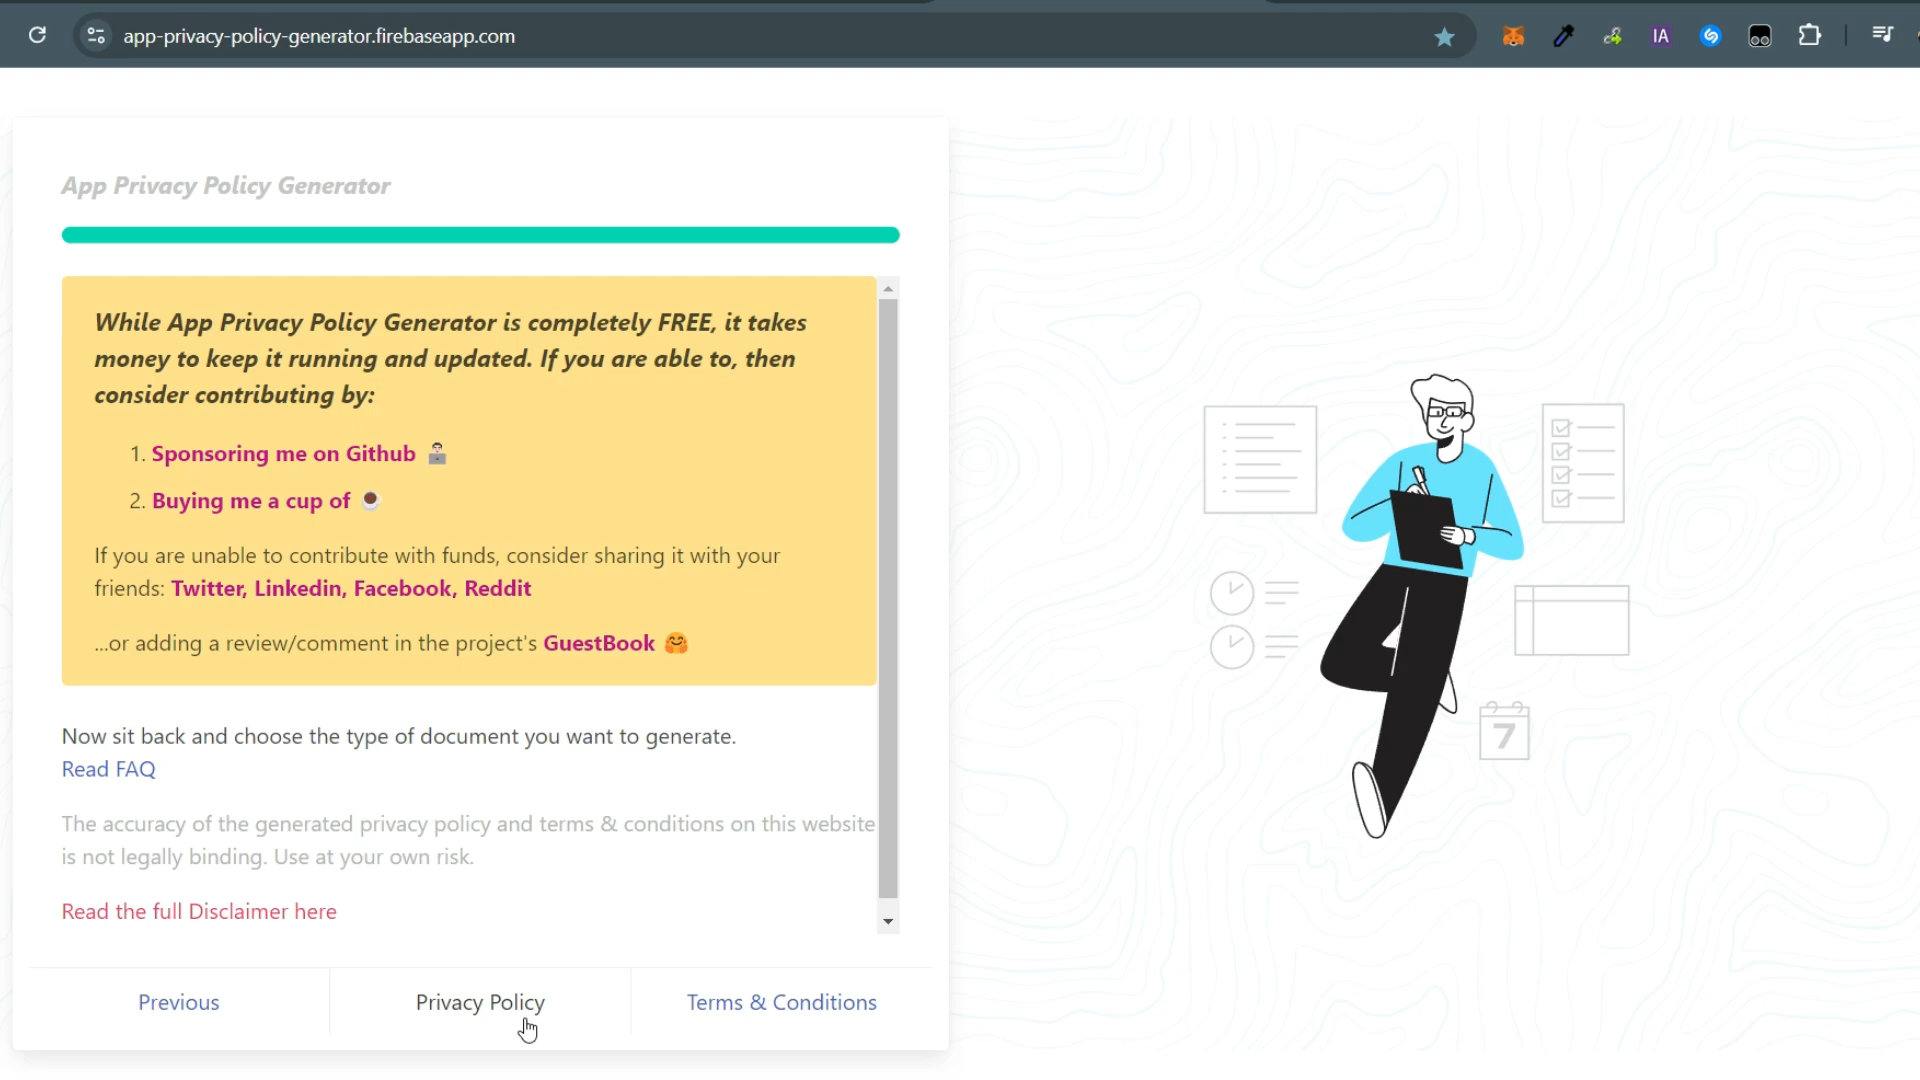 app-privacy-policy-generator.firebaseapp.com
IA
App Privacy Policy Generator
While App Privacy Policy Generator is completely FREE, it takes
money to keep it running and updated. If you are able to, then
consider contributing by:
1. Sponsoring me on Github 👨🏻‍💻
2. Buying me a cup of ☕
If you are unable to contribute with funds, consider sharing it with your
friends: Twitter, Linkedin, Facebook, Reddit
...or adding a review/comment in the project's GuestBook 🤗
Now sit back and choose the type of document you want to generate.
Read FAQ
The accuracy of the generated privacy policy and terms & conditions on this website
is not legally binding. Use at your own risk.
Read the full Disclaimer here
Previous
Privacy Policy
Terms & Conditions
7